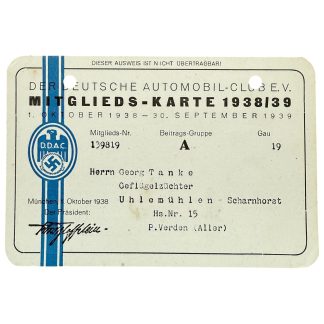 DIESER AUSWEIS IST NICHT ÜBERTRAGBAR!
DER DEUTSCHE AUTOMOBIL-CLUB E.V.
MITGLIEDS-KARTE 1938/39
1. OKTOBER 1938 — 30. SEPTEMBER 1939
Mitglieds-Nr. Beitrags-Gruppe Gau
139819 A 19
D.D.A.C.
Herrn Georg Tanke
Geflügelzüchter
München, 1. Oktober 1938 Uhlemühlen - Scharnhorst
Der Präsident: Hs.Nr. 15
P.Verden (Aller)